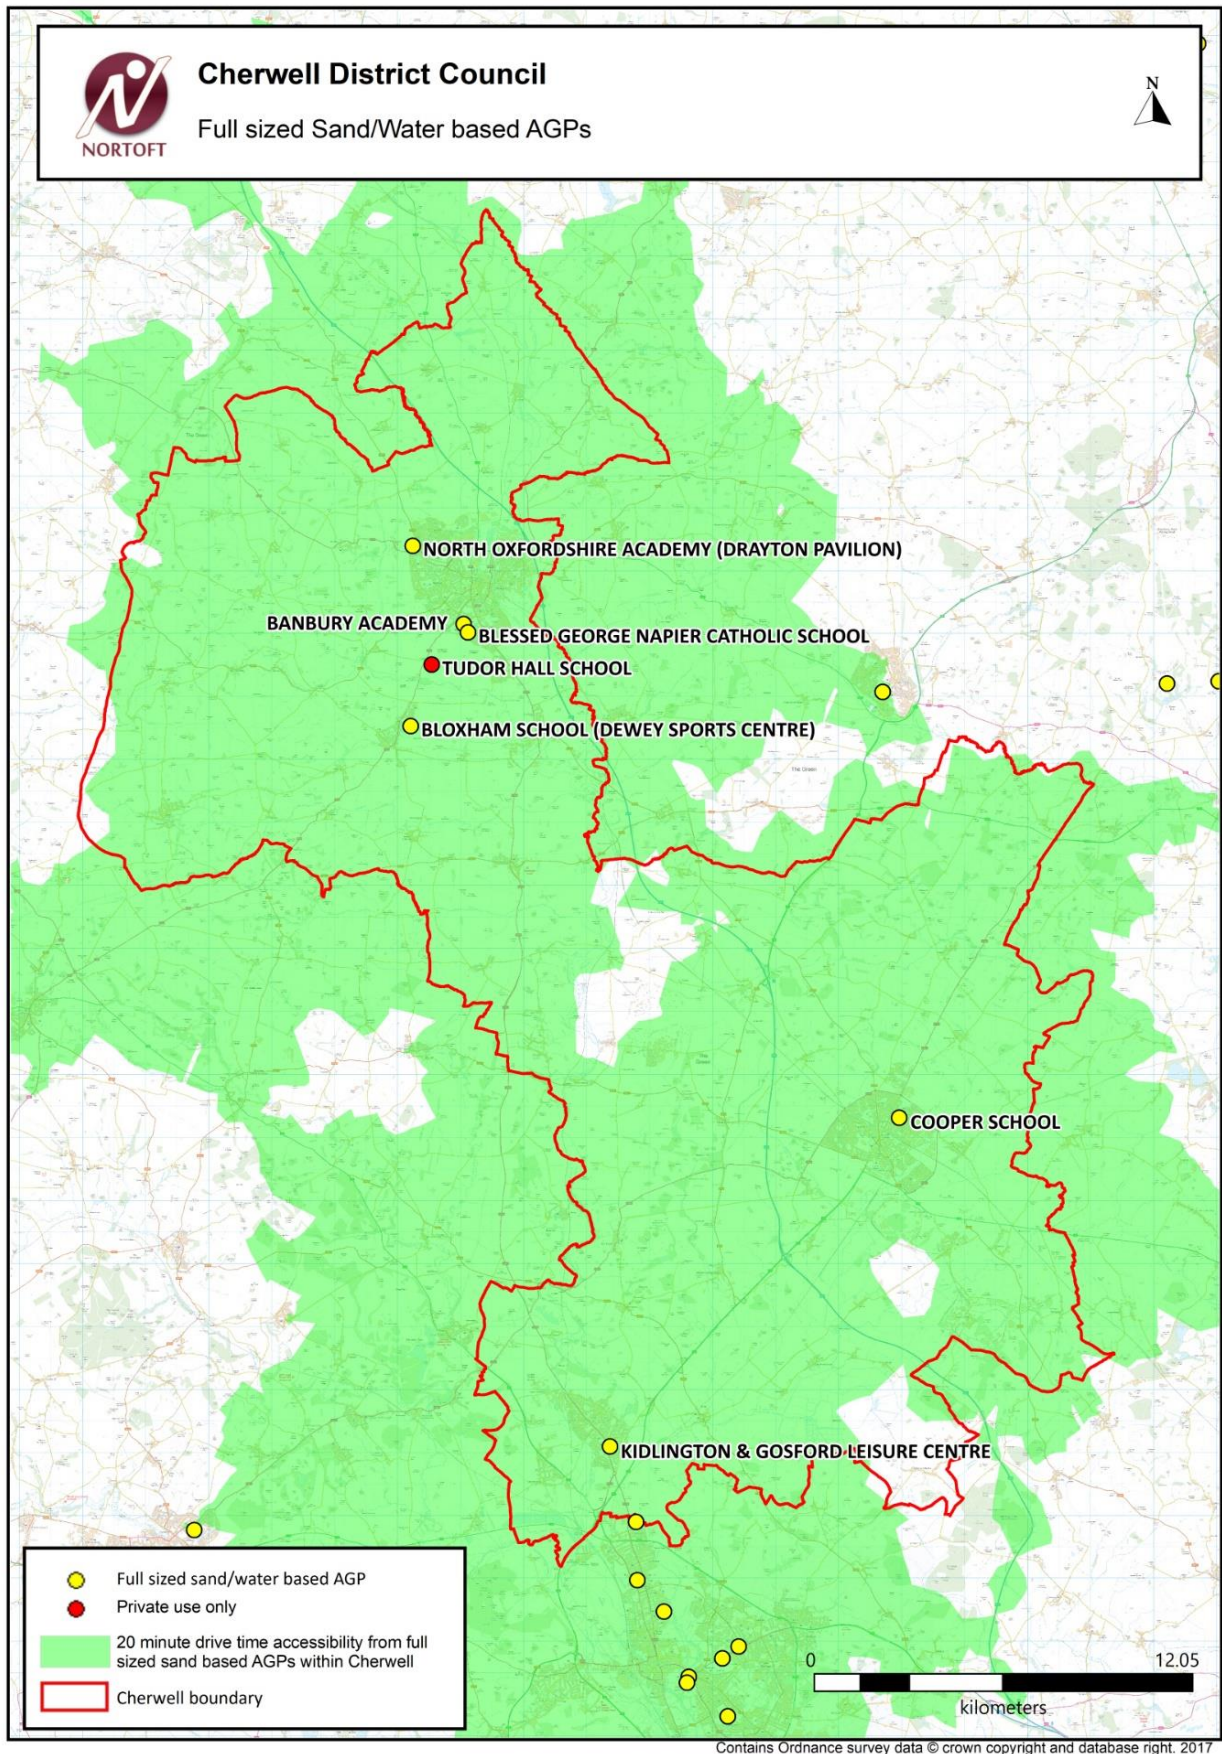 Cherwell District Council
Full sized Sand/Water based AGPs
NORTOFT
N
NORTH OXFORDSHIRE ACADEMY (DRAYTON PAVILION)
BANBURY ACADEMY
BLESSED GEORGE NAPIER CATHOLIC SCHOOL
TUDOR HALL SCHOOL
BLOXHAM SCHOOL (DEWEY SPORTS CENTRE)
COOPER SCHOOL
KIDLINGTON & GOSFORD LEISURE CENTRE
Full sized sand/water based AGP
Private use only
20 minute drive time accessibility from full
sized sand based AGPs within Cherwell
Cherwell boundary
0 12.05
kilometers
Contains Ordnance survey data © crown copyright and database right. 2017